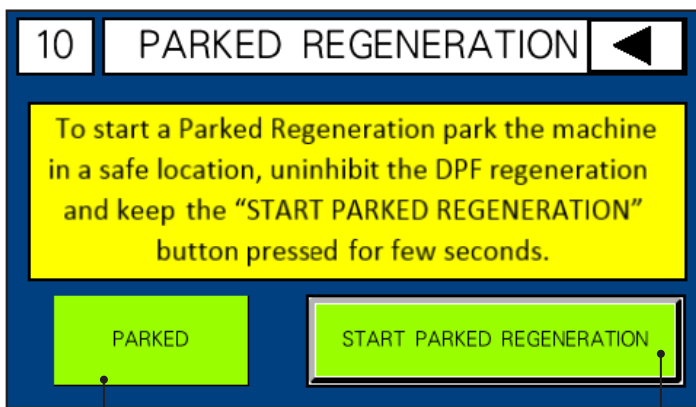 10 PARKED REGENERATION
To start a Parked Regeneration park the machine
in a safe location, uninhibit the DPF regeneration
and keep the “START PARKED REGENERATION”
button pressed for few seconds.
PARKED START PARKED REGENERATION